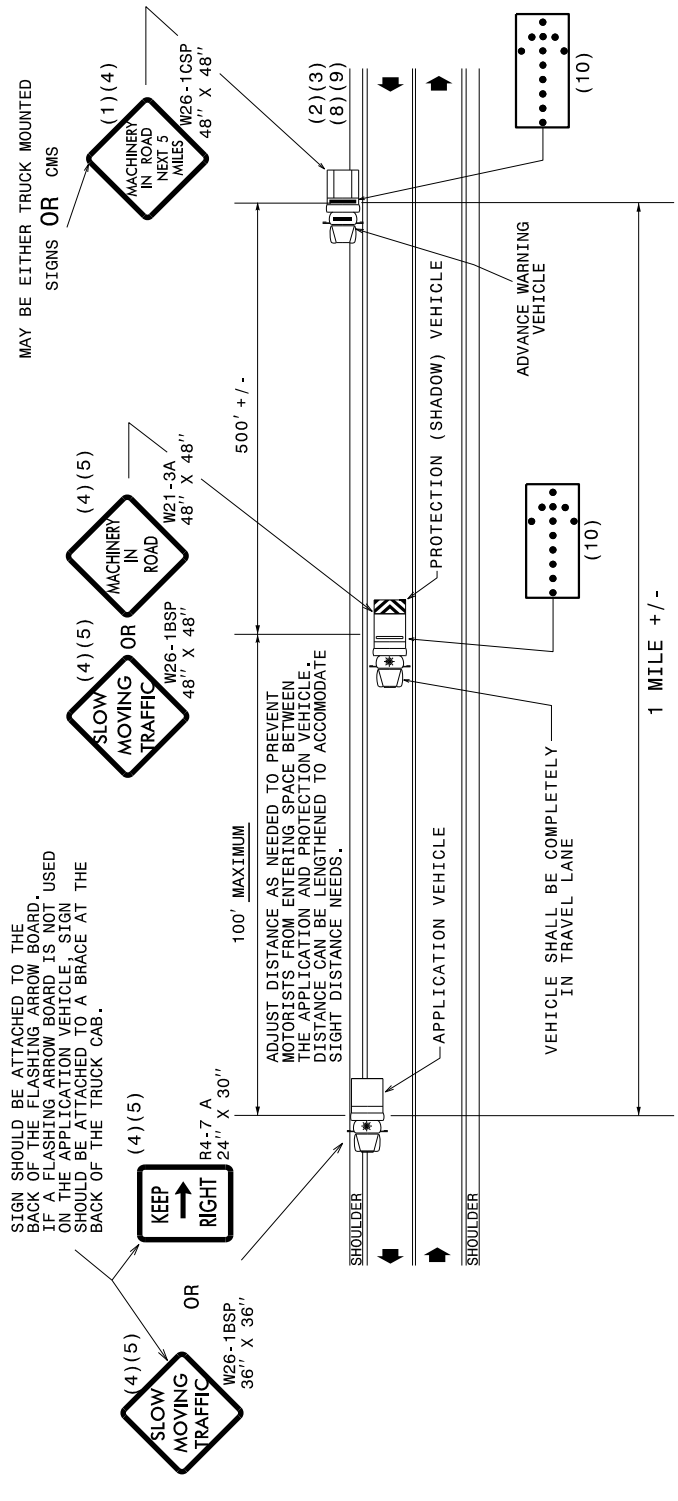 SIGN SHOULD BE ATTACHED TO THE
BACK OF THE FLASHING ARROW BOARD.
IF A FLASHING ARROW BOARD IS NOT USED
ON THE APPLICATION VEHICLE, SIGN
SHOULD BE ATTACHED TO A BRACE AT THE
BACK OF THE TRUCK CAB.
(4)(5)
SLOW
MOVING
TRAFFIC
W26-1BSP
36'' X 36''
OR
(4)(5)
KEEP
RIGHT
R4-7 A
24'' X 30''
(4)(5)
SLOW
MOVING
TRAFFIC
W26-1BSP
48'' X 48''
OR
(4)(5)
MACHINERY
IN
ROAD
W21-3A
48'' X 48''
MAY BE EITHER TRUCK MOUNTED
SIGNS OR CMS
(1)(4)
MACHINERY
IN ROAD
NEXT 5
MILES
W26-1CSP
48'' X 48''
100' MAXIMUM
500' +/-
ADJUST DISTANCE AS NEEDED TO PREVENT
MOTORISTS FROM ENTERING SPACE BETWEEN
THE APPLICATION AND PROTECTION VEHICLE.
DISTANCE CAN BE LENGTHENED TO ACCOMODATE
SIGHT DISTANCE NEEDS.
(2)(3)
(8)(9)
SHOULDER
SHOULDER
APPLICATION VEHICLE
PROTECTION (SHADOW) VEHICLE
ADVANCE WARNING
VEHICLE
(10)
VEHICLE SHALL BE COMPLETELY
IN TRAVEL LANE
(10)
1 MILE +/-